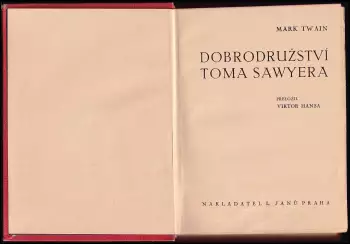 MARK TWAIN
DOBRODRUŽSTVÍ
TOMA SAWYERA
PŘELOŽIL
VIKTOR HANSA
NAKLADATEL L. JANŮ PRAHA